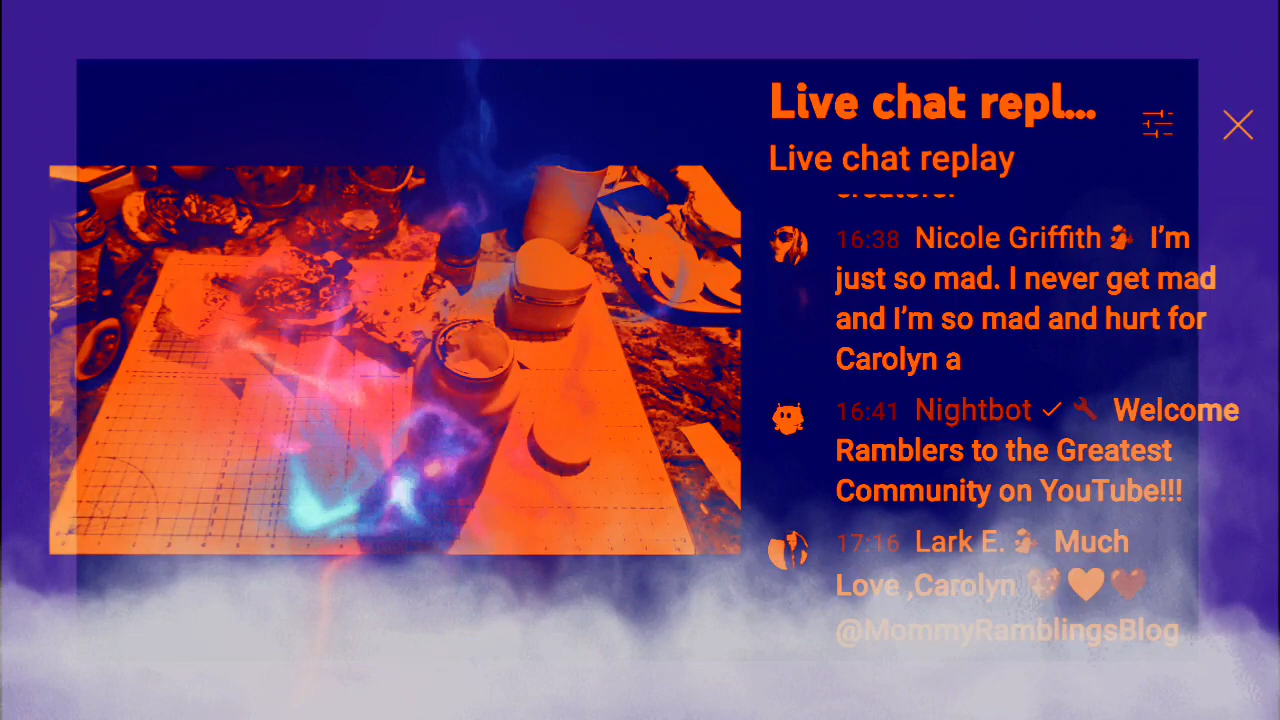 Live chat repl...
Live chat replay
16:38 Nicole Griffith I'm
just so mad. I never get mad
and I'm so mad and hurt for
Carolyn a
16:41 Nightbot Welcome
Ramblers to the Greatest
Community on YouTube!!!
17:16 Lark E. Much
Love ,Carolyn
@MommyRamblingsBlog